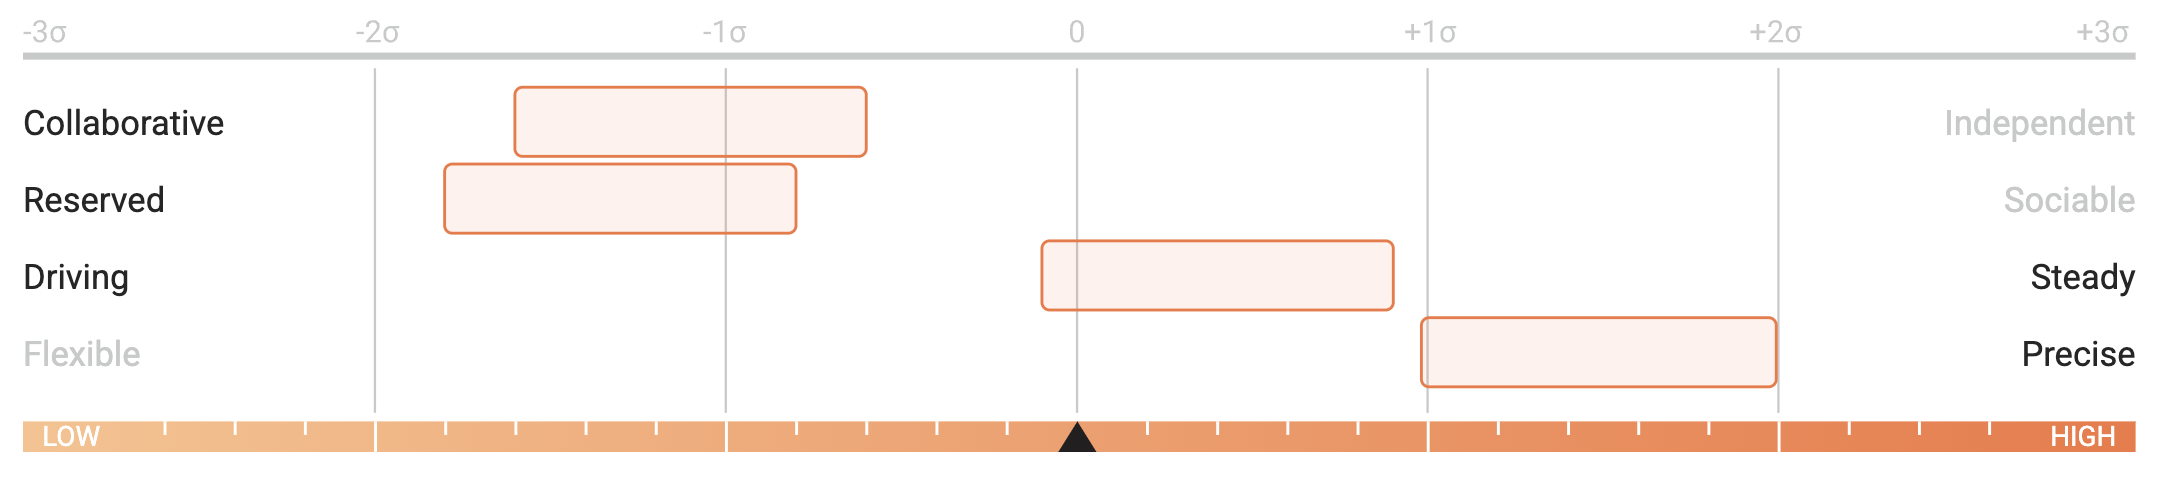 -3σ -2σ -1σ 0 +1σ +2σ +3σ
Collaborative Independent
Reserved Sociable
Driving Steady
Flexible Precise
LOW HIGH